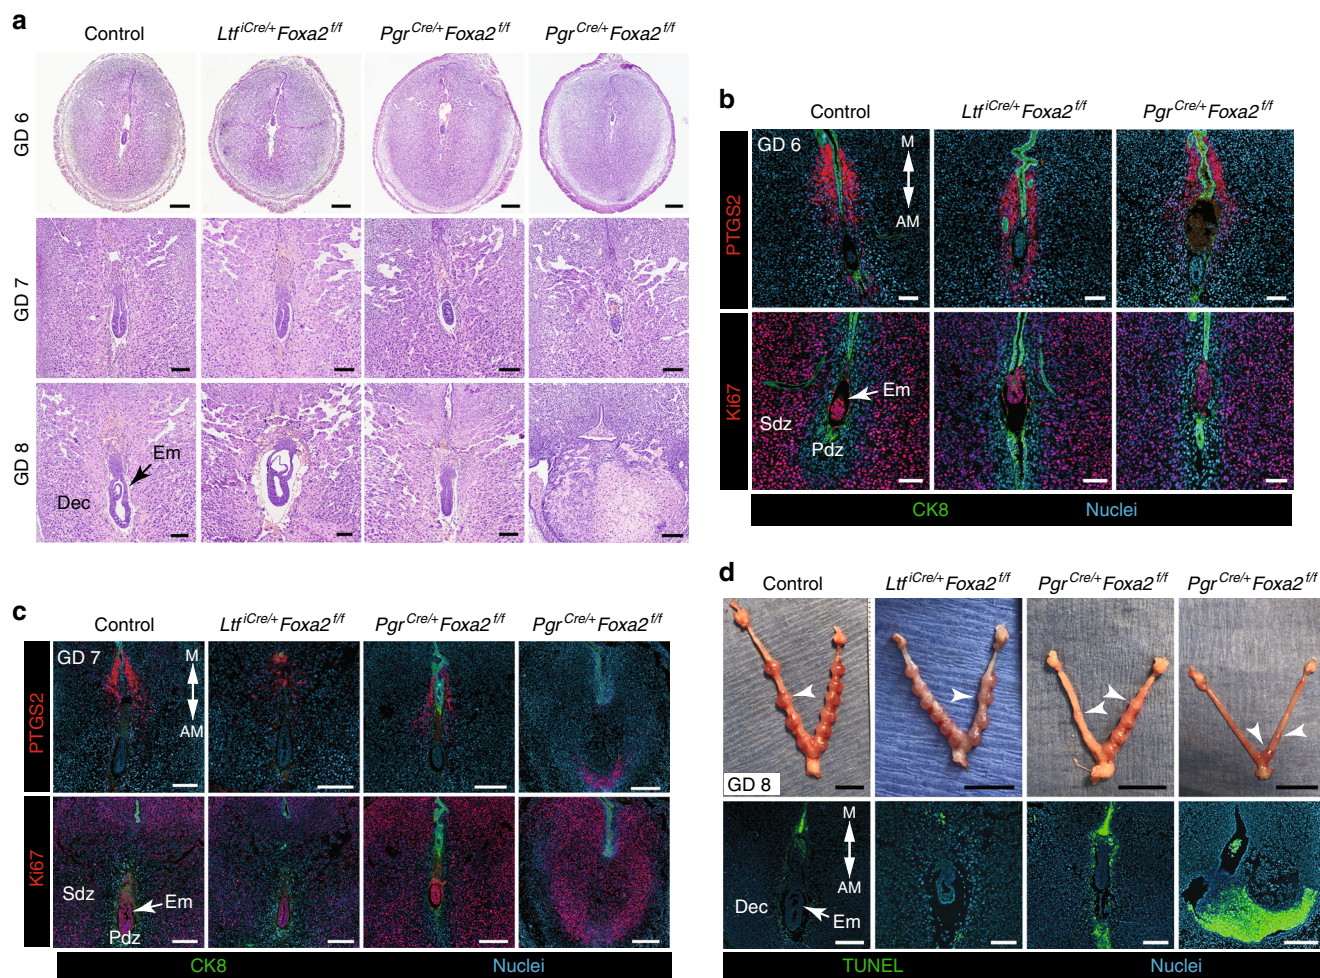 a
Control
Ltf iCre/+ Foxa2 f/f
Pgr Cre/+ Foxa2 f/f
Pgr Cre/+ Foxa2 f/f
GD 6
GD 7
GD 8
Em
Dec
b
Control
Ltf iCre/+ Foxa2 f/f
Pgr Cre/+ Foxa2 f/f
PTGS2
GD 6
M
AM
Ki67
Em
Sdz
Pdz
CK8
Nuclei
c
Control
Ltf iCre/+ Foxa2 f/f
Pgr Cre/+ Foxa2 f/f
Pgr Cre/+ Foxa2 f/f
PTGS2
GD 7
M
AM
Ki67
Sdz
Em
Pdz
CK8
Nuclei
d
Control
Ltf iCre/+ Foxa2 f/f
Pgr Cre/+ Foxa2 f/f
Pgr Cre/+ Foxa2 f/f
GD 8
M
AM
Dec
Em
TUNEL
Nuclei